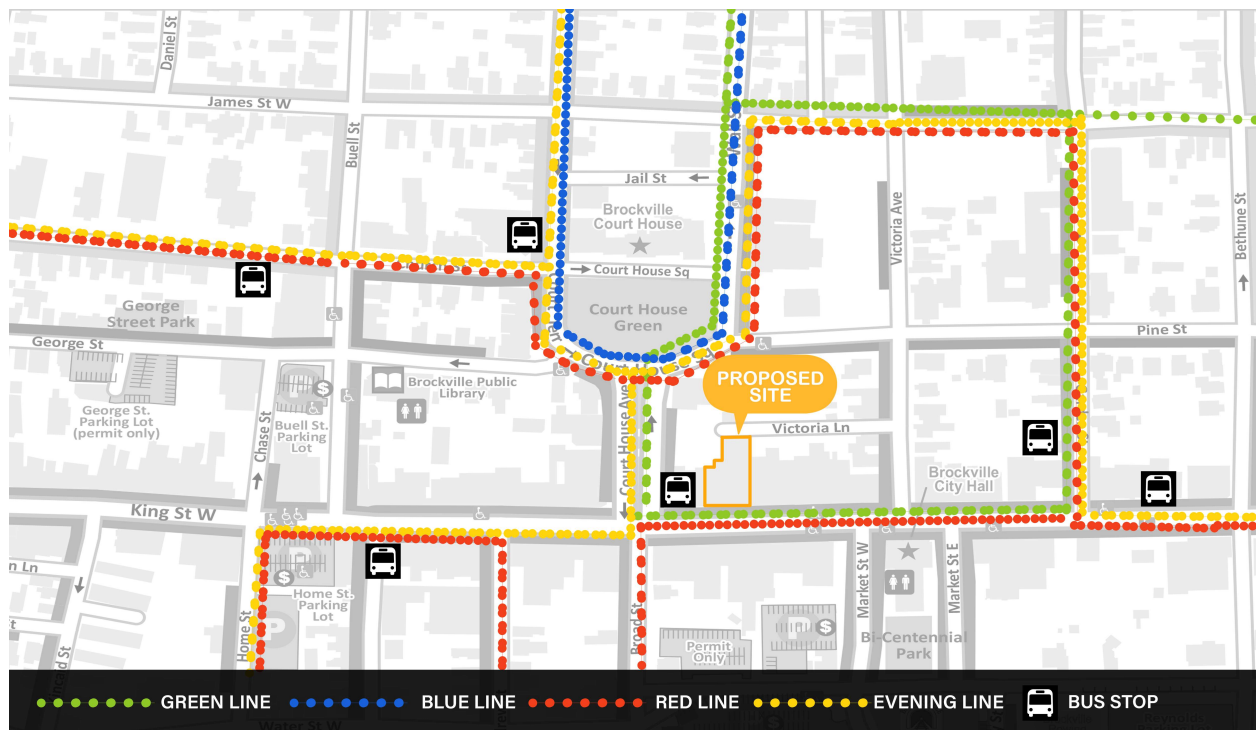 Daniel St
James St W
Buell St
Jail St
Brockville
Court House
Victoria Ave
Bethune St
Court House Sq
George
Street Park
Court House
Green
Pine St
George St
PROPOSED
SITE
Brockville Public
Library
George St.
Parking Lot
(permit only)
Chase St
Buell St.
Parking
Lot
Court House Ave
Victoria Ln
Brockville
City Hall
King St W
Market St W
Market St E
Home St.
Parking
Lot
Home St
Broad St
Permit
Only
Bi-Centennial
Park
GREEN LINE
BLUE LINE
RED LINE
EVENING LINE
BUS STOP
Water St W